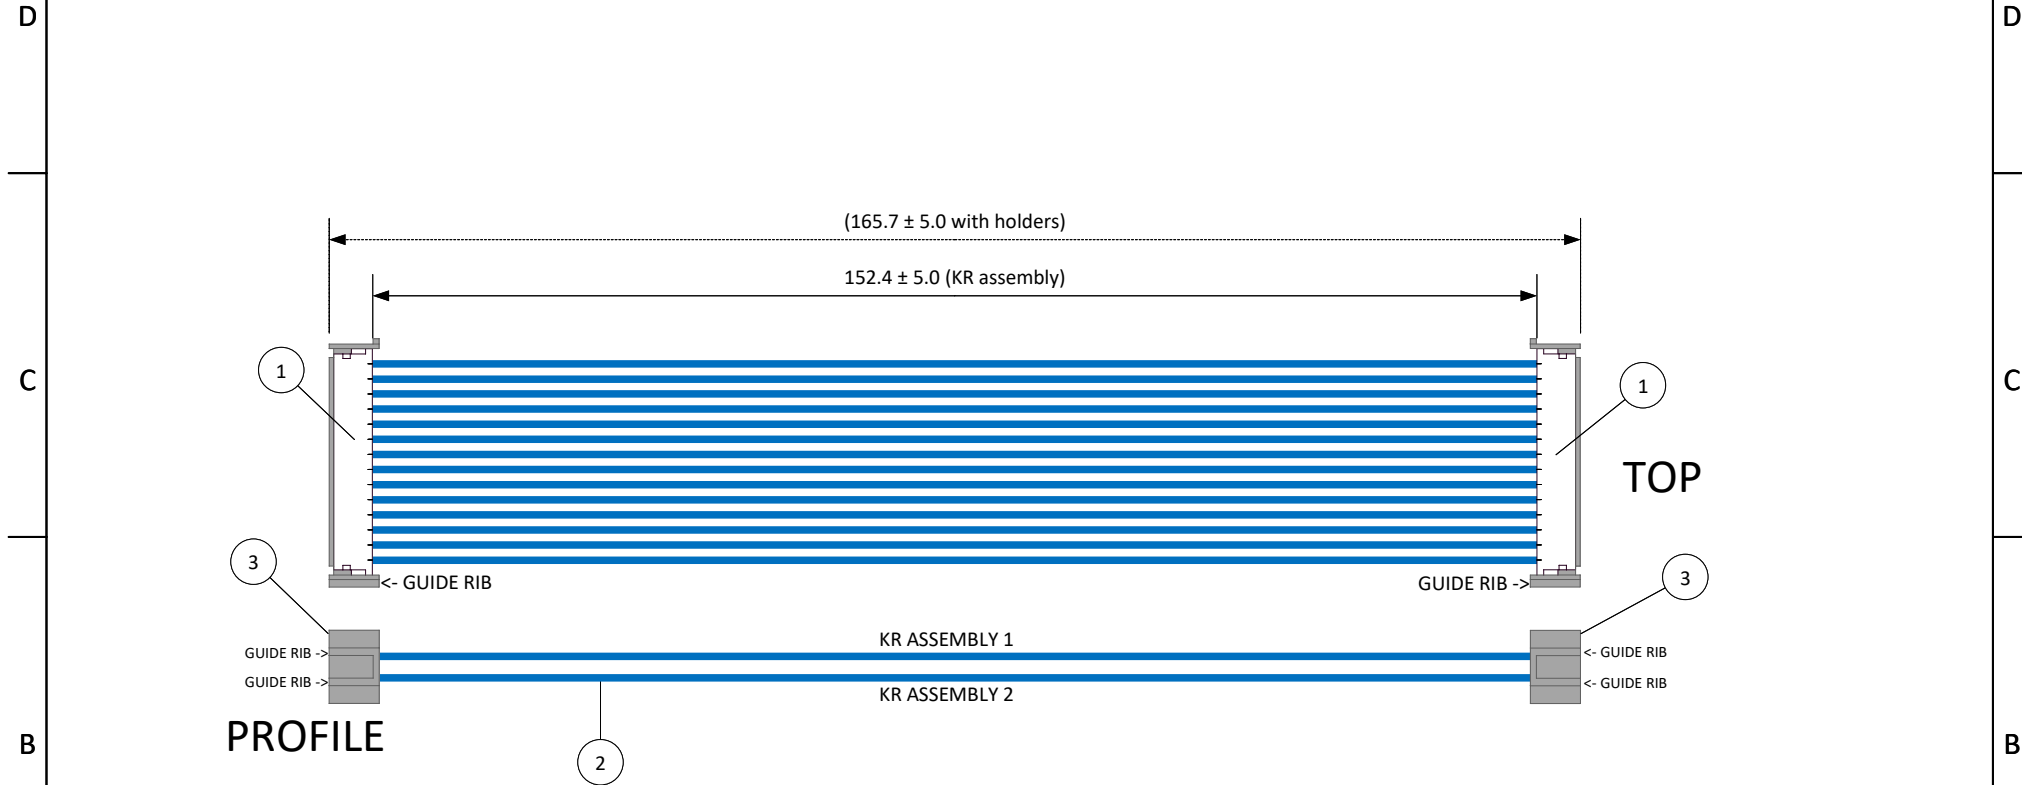 D
D
(165.7 ± 5.0 with holders)
152.4 ± 5.0 (KR assembly)
1
C
1
C
TOP
3
<- GUIDE RIB
GUIDE RIB ->
3
KR ASSEMBLY 1
GUIDE RIB ->
<- GUIDE RIB
GUIDE RIB ->
<- GUIDE RIB
KR ASSEMBLY 2
PROFILE
B
2
B